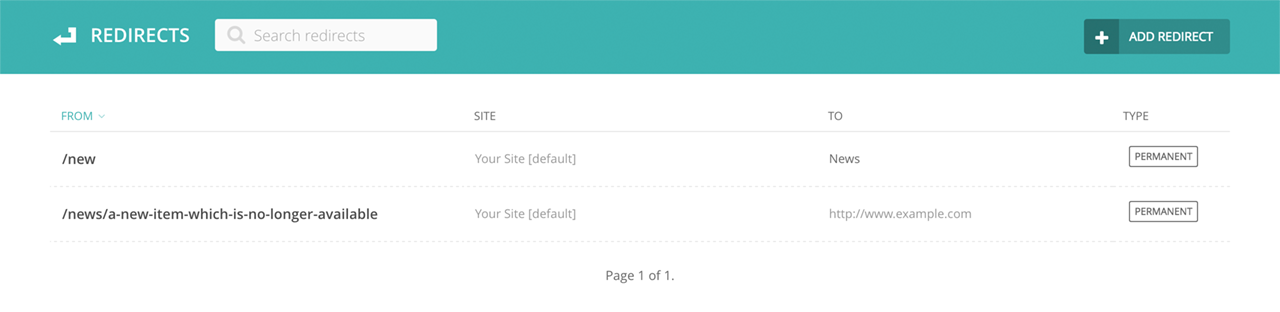 REDIRECTS Search redirects ADD REDIRECT
FROM SITE TO TYPE
/new Your Site [default] News PERMANENT
/news/a-new-item-which-is-no-longer-available Your Site [default] http://www.example.com PERMANENT
Page 1 of 1.